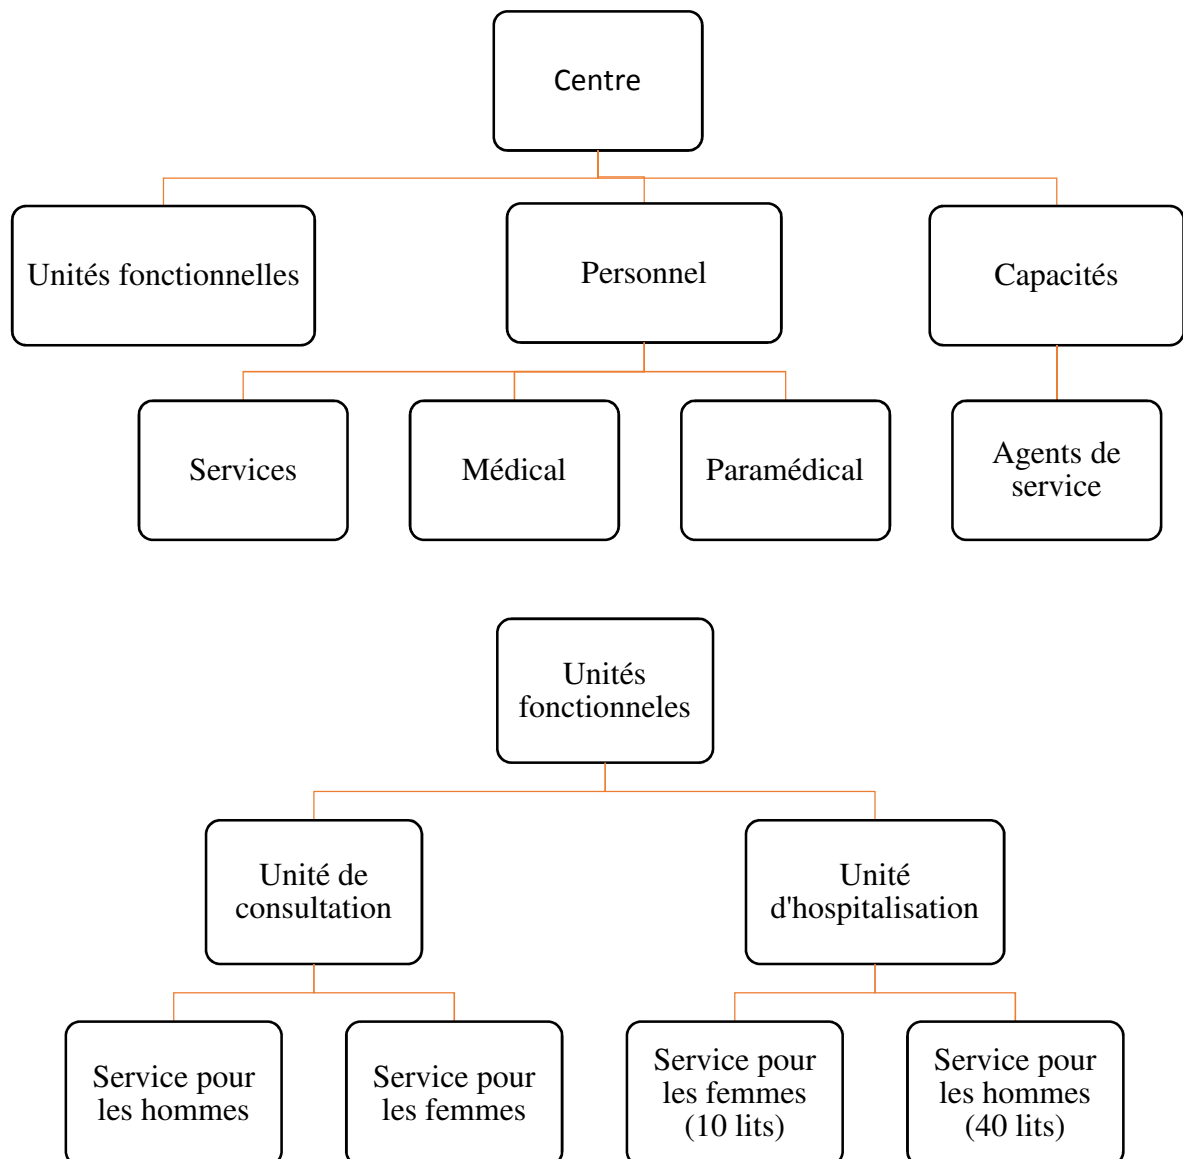 Centre
Unités fonctionnelles
Personnel
Capacités
Services
Médical
Paramédical
Agents de
service
Unités
fonctionneles
Unité de
consultation
Unité
d'hospitalisation
Service pour
les hommes
Service pour
les femmes
Service pour
les femmes
(10 lits)
Service pour
les hommes
(40 lits)